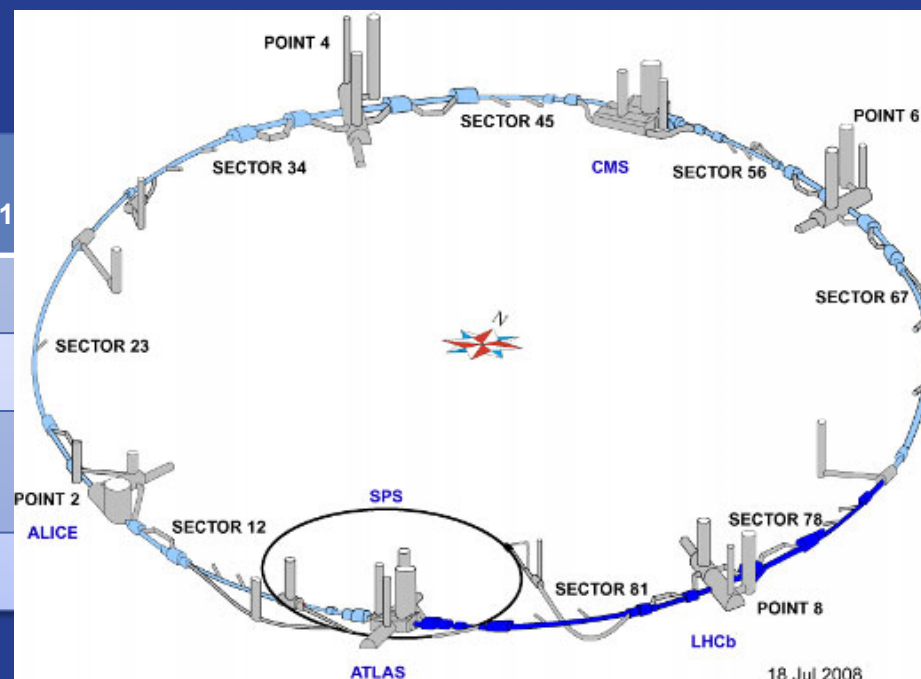 POINT 4
SECTOR 45
POINT 6
SECTOR 34
CMS
SECTOR 56
1
N
SECTOR 67
SECTOR 23
SPS
POINT 2
ALICE
SECTOR 12
SECTOR 78
SECTOR 81
POINT 8
LHCb
ATLAS
18 Jul 2008